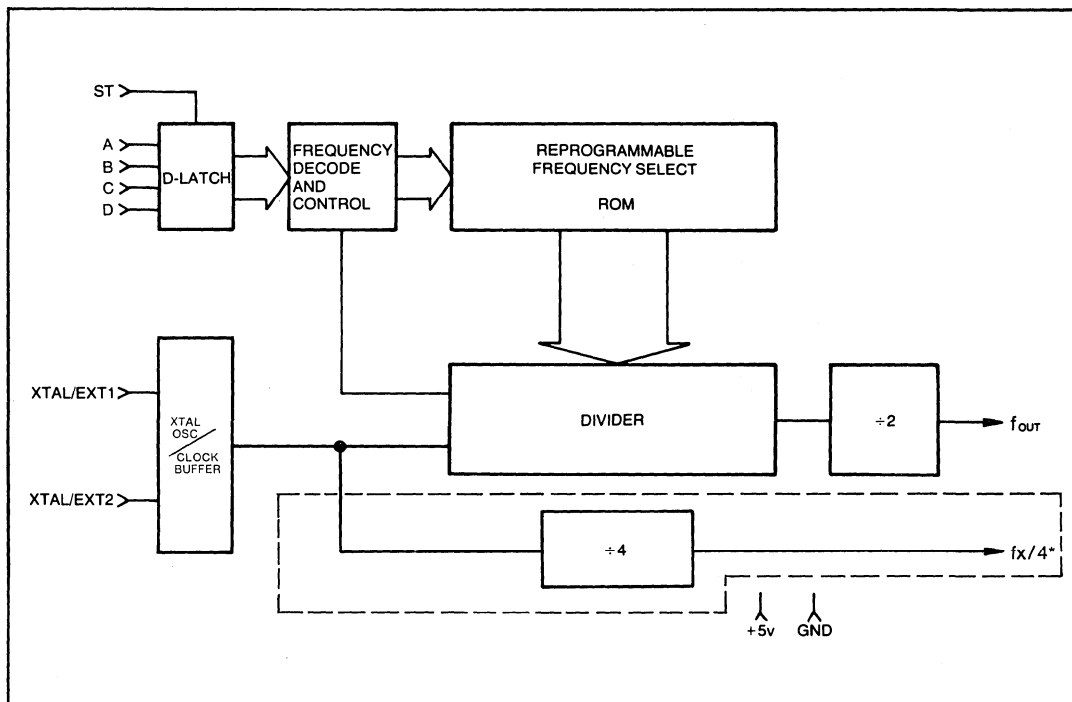 ST
A
B
C
D
D-LATCH
FREQUENCY
DECODE
AND
CONTROL
REPROGRAMMABLE
FREQUENCY SELECT
ROM
XTAL/EXT1
XTAL/EXT2
XTAL
OSC
CLOCK
BUFFER
DIVIDER
÷2
fOUT
÷4
fx/4*
+5v
GND